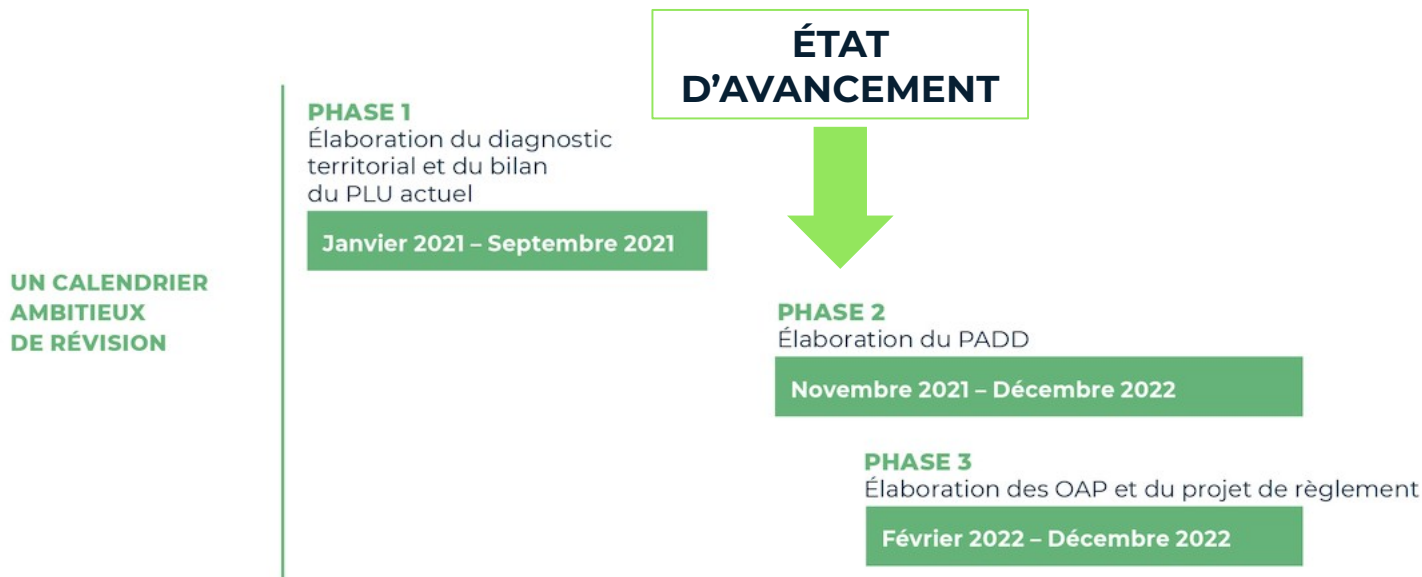 ÉTAT
D’AVANCEMENT
PHASE 1
Élaboration du diagnostic
territorial et du bilan
du PLU actuel
Janvier 2021 – Septembre 2021
UN CALENDRIER
AMBITIEUX
DE RÉVISION
PHASE 2
Élaboration du PADD
Novembre 2021 – Décembre 2022
PHASE 3
Élaboration des OAP et du projet de règlement
Février 2022 – Décembre 2022